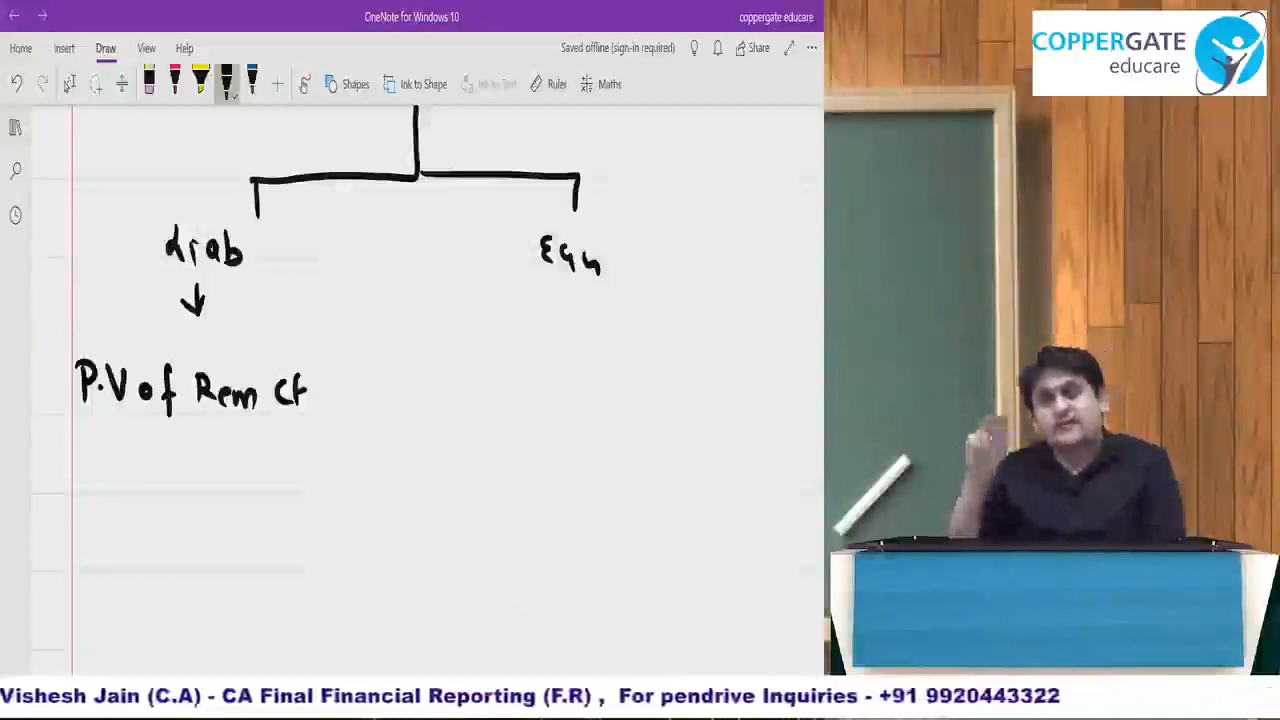 OneNote for Windows 10
coppergate educare
Home Insert Draw View Help
Saved offline (sign-in required)
Share
Shapes
Ink to Shape
Ink to Text
Ruler
Maths
COPPERGATE
educare
Liab
Equ
P.V of Rem CF
Vishesh Jain (C.A) - CA Final Financial Reporting (F.R) , For pendrive Inquiries - +91 9920443322